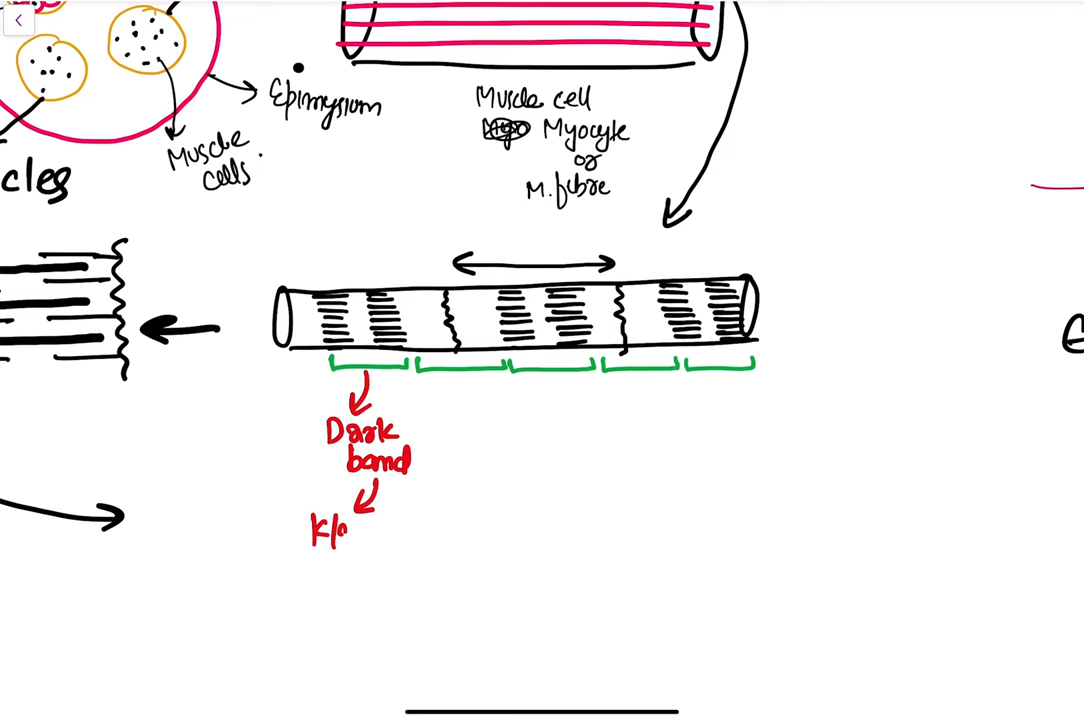 Epimysium
Muscle
cells
cles
Muscle cell
Myocyte
or
M. fibre
Dark
band